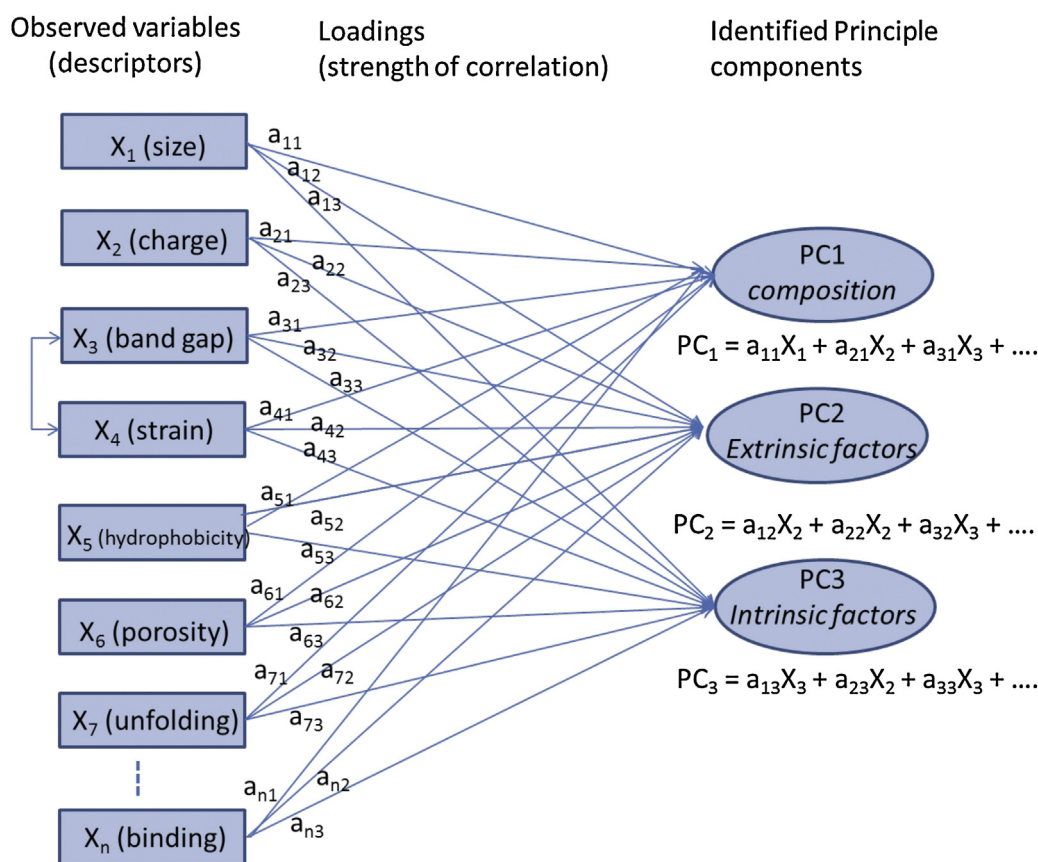 Observed variables
(descriptors)
Loadings
(strength of correlation)
Identified Principle
components
X₁ (size)
a₁₁
a₁₂
a₁₃
X₂ (charge)
a₂₁
a₂₂
a₂₃
PC1
composition
X₃ (band gap)
a₃₁
a₃₂
a₃₃
PC₁ = a₁₁X₁ + a₂₁X₂ + a₃₁X₃ + ....
X₄ (strain)
a₄₁
a₄₂
a₄₃
PC2
Extrinsic factors
X₅ (hydrophobicity)
a₅₁
a₅₂
a₅₃
PC₂ = a₁₂X₂ + a₂₂X₂ + a₃₂X₃ + ....
X₆ (porosity)
a₆₁
a₆₂
a₆₃
PC3
Intrinsic factors
X₇ (unfolding)
a₇₁
a₇₂
a₇₃
PC₃ = a₁₃X₃ + a₂₃X₂ + a₃₃X₃ + ....
Xₙ (binding)
aₙ₁
aₙ₂
aₙ₃